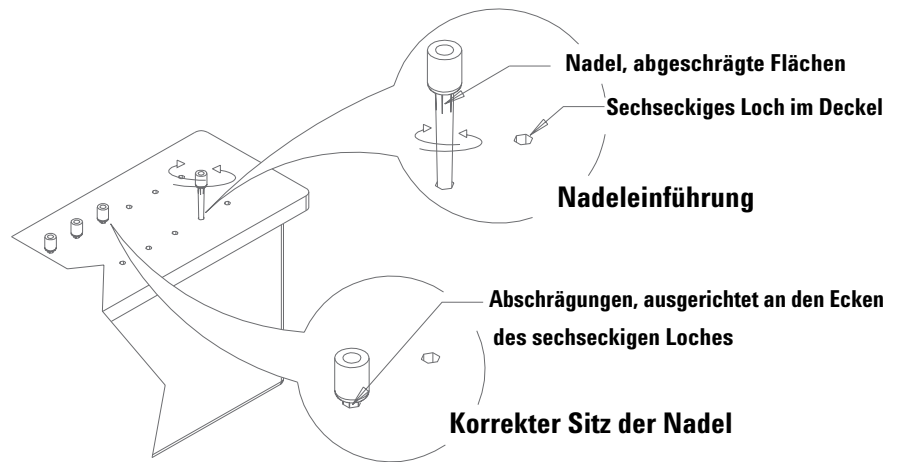 Nadel, abgeschrägte Flächen
Sechseckiges Loch im Deckel
Nadeleinführung
Abschrägungen, ausgerichtet an den Ecken
des sechseckigen Loches
Korrekter Sitz der Nadel